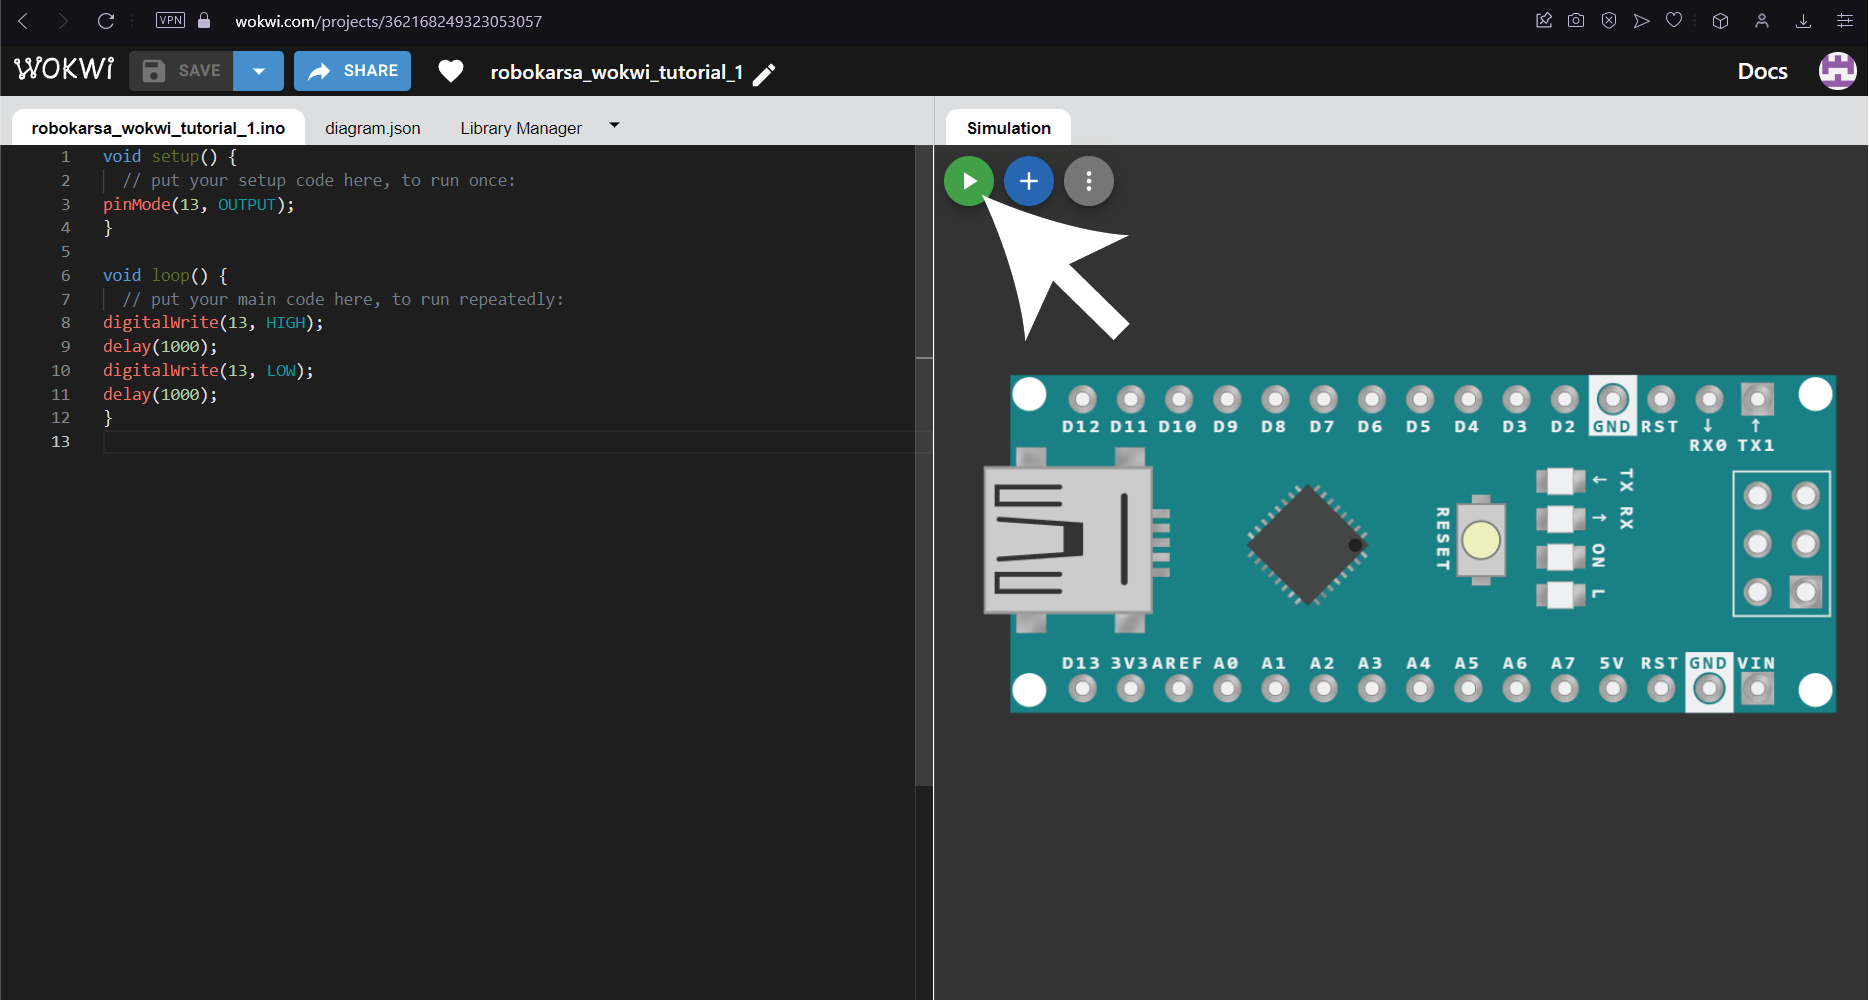 VPN wokwi.com/projects/362168249323053057
WOKWi SAVE SHARE robokarsa_wokwi_tutorial_1 Docs
robokarsa_wokwi_tutorial_1.ino diagram.json Library Manager
1 void setup() {
2 // put your setup code here, to run once:
3 pinMode(13, OUTPUT);
4 }
5
6 void loop() {
7 // put your main code here, to run repeatedly:
8 digitalWrite(13, HIGH);
9 delay(1000);
10 digitalWrite(13, LOW);
11 delay(1000);
12 }
13
Simulation
D12 D11 D10 D9 D8 D7 D6 D5 D4 D3 D2 GND RST ↓ ↑
RX0 TX1
← TX
→ RX
RESET
ON
L
D13 3V3 AREF A0 A1 A2 A3 A4 A5 A6 A7 5V RST GND VIN